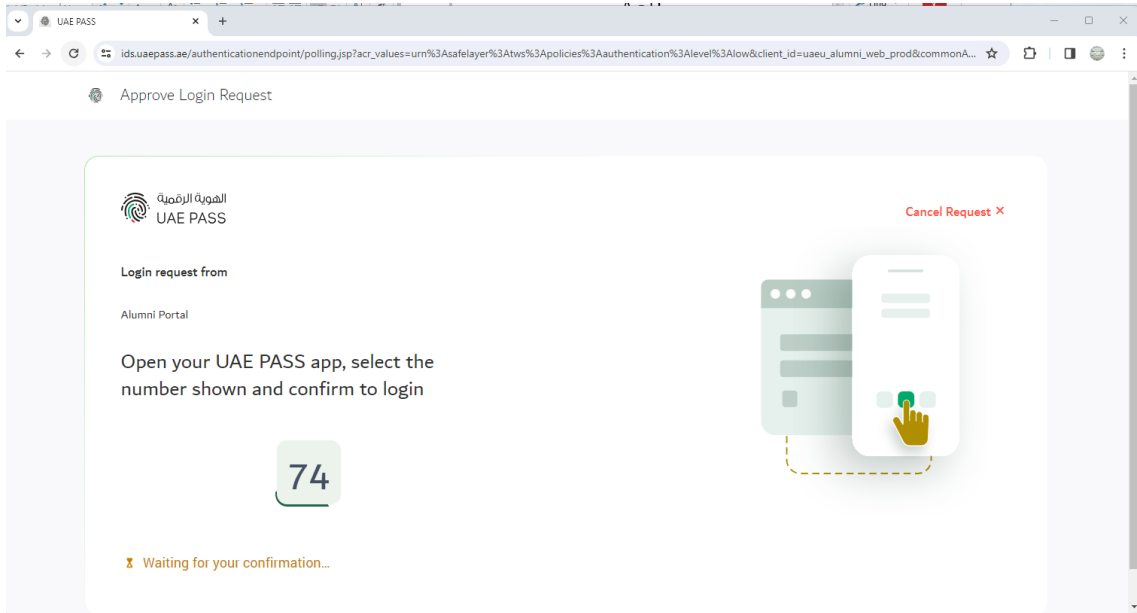 UAE PASS
ids.uaepass.ae/authenticationendpoint/polling.jsp?acr_values=urn%3Asafelayer%3Atws%3Apolicies%3Aauthentication%3Alevel%3Alow&client_id=uaeu_alumni_web_prod&commonA...
Approve Login Request
الهوية الرقمية
UAE PASS
Cancel Request ×
Login request from
Alumni Portal
Open your UAE PASS app, select the
number shown and confirm to login
74
Waiting for your confirmation...